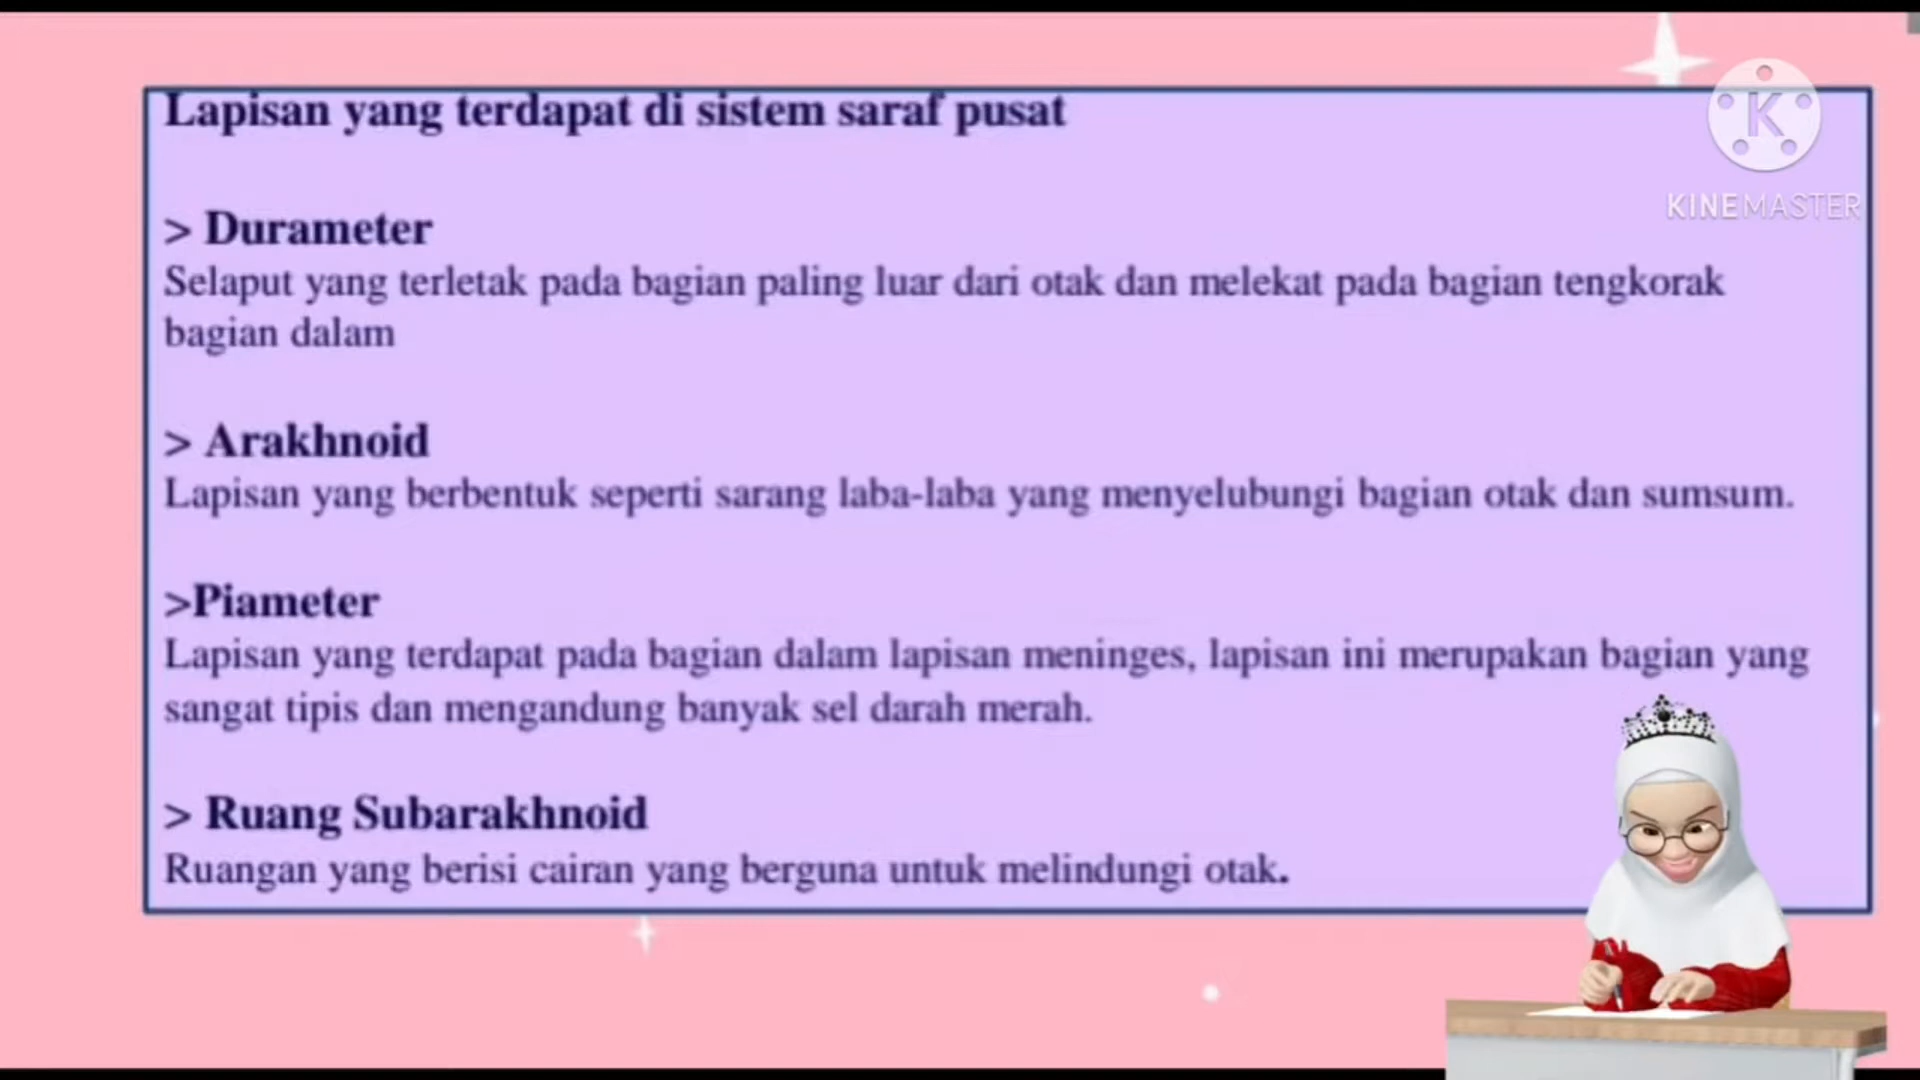 Lapisan yang terdapat di sistem saraf pusat
> Durameter
Selaput yang terletak pada bagian paling luar dari otak dan melekat pada bagian tengkorak
bagian dalam
> Arakhnoid
Lapisan yang berbentuk seperti sarang laba-laba yang menyelubungi bagian otak dan sumsum.
>Piameter
Lapisan yang terdapat pada bagian dalam lapisan meninges, lapisan ini merupakan bagian yang
sangat tipis dan mengandung banyak sel darah merah.
> Ruang Subarakhnoid
Ruangan yang berisi cairan yang berguna untuk melindungi otak.
K
KINEMASTER